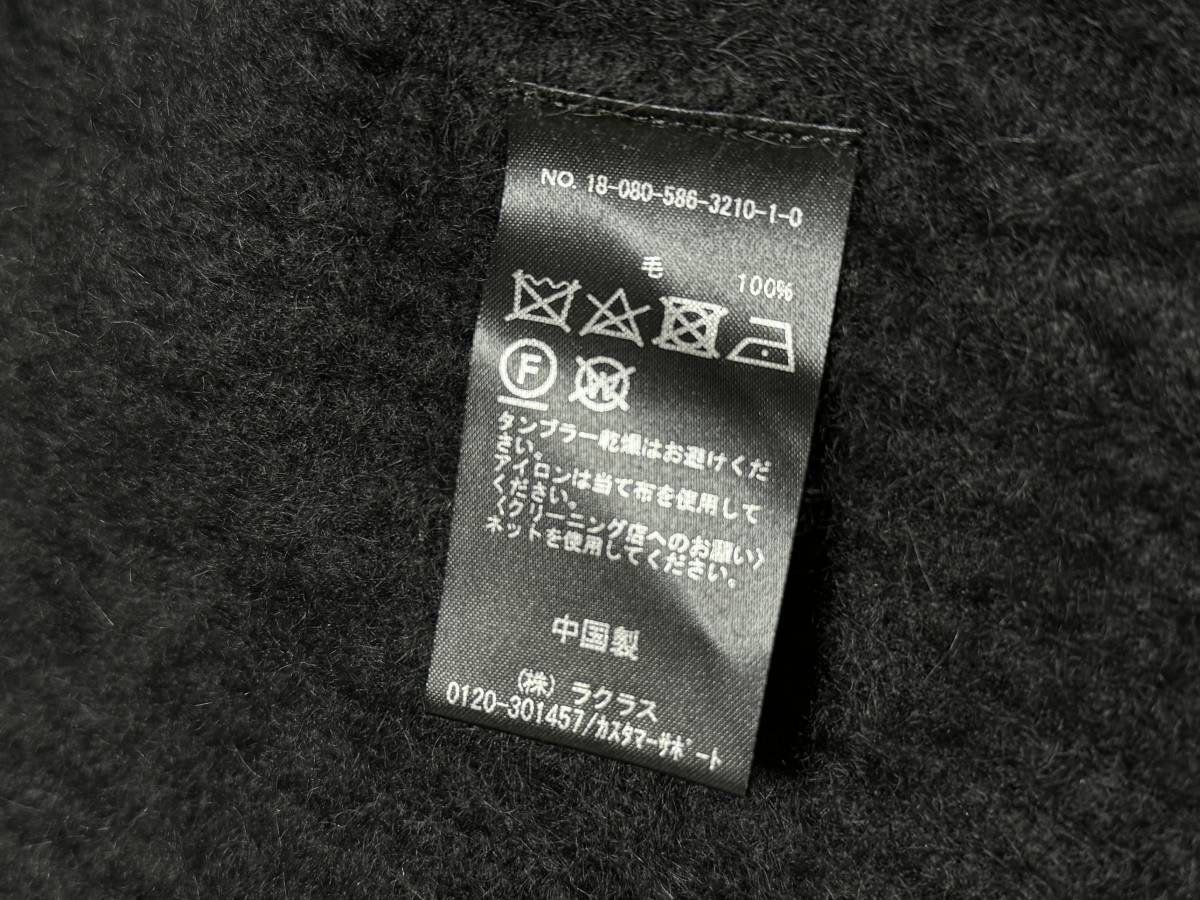 NO. 18-080-586-3210-1-0
毛 100%
F W
タンブラー乾燥はお避けくだ
さい。
アイロンは当て布を使用して
ください。
〈クリーニング店へのお願い〉
ネットを使用してください。
中国製
(株) ラクラス
0120-301457/ｶｽﾀﾏｰｻﾎﾟｰﾄ